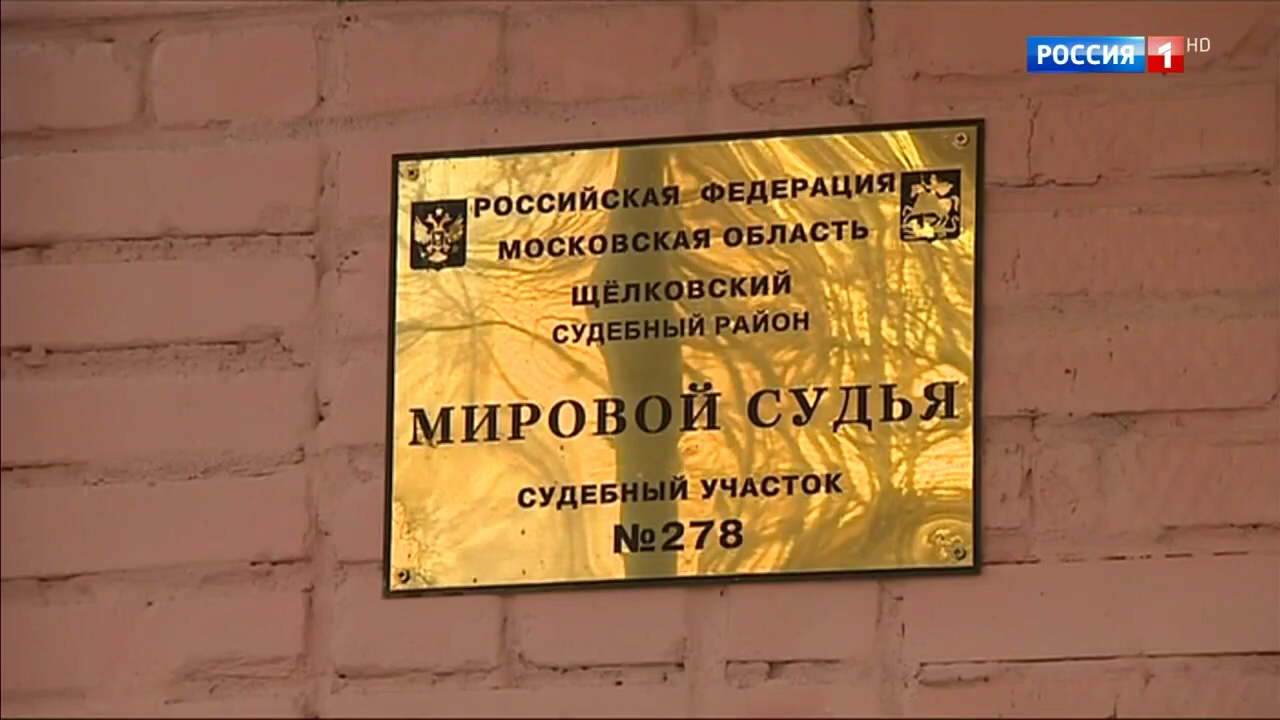 РОССИЯ 1 HD
РОССИЙСКАЯ ФЕДЕРАЦИЯ
МОСКОВСКАЯ ОБЛАСТЬ
ЩЁЛКОВСКИЙ
СУДЕБНЫЙ РАЙОН
МИРОВОЙ СУДЬЯ
СУДЕБНЫЙ УЧАСТОК
№278